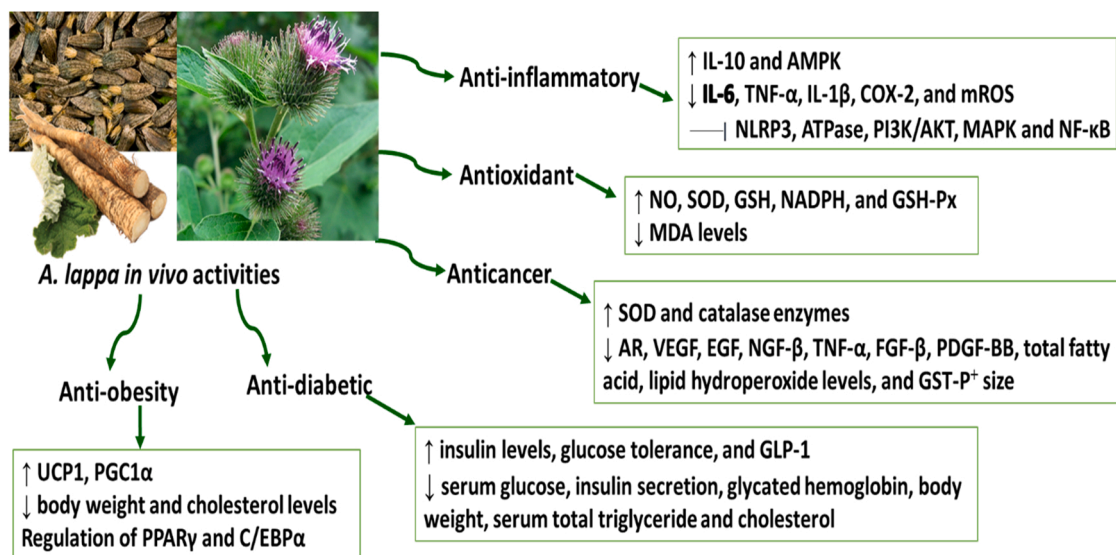 Anti-inflammatory
↑ IL-10 and AMPK
↓ IL-6, TNF-α, IL-1β, COX-2, and mROS
──┤ NLRP3, ATPase, PI3K/AKT, MAPK and NF-κB
Antioxidant
↑ NO, SOD, GSH, NADPH, and GSH-Px
↓ MDA levels
A. lappa in vivo activities
Anticancer
↑ SOD and catalase enzymes
↓ AR, VEGF, EGF, NGF-β, TNF-α, FGF-β, PDGF-BB, total fatty
acid, lipid hydroperoxide levels, and GST-P⁺ size
Anti-obesity
↑ UCP1, PGC1α
↓ body weight and cholesterol levels
Regulation of PPARγ and C/EBPα
Anti-diabetic
↑ insulin levels, glucose tolerance, and GLP-1
↓ serum glucose, insulin secretion, glycated hemoglobin, body
weight, serum total triglyceride and cholesterol